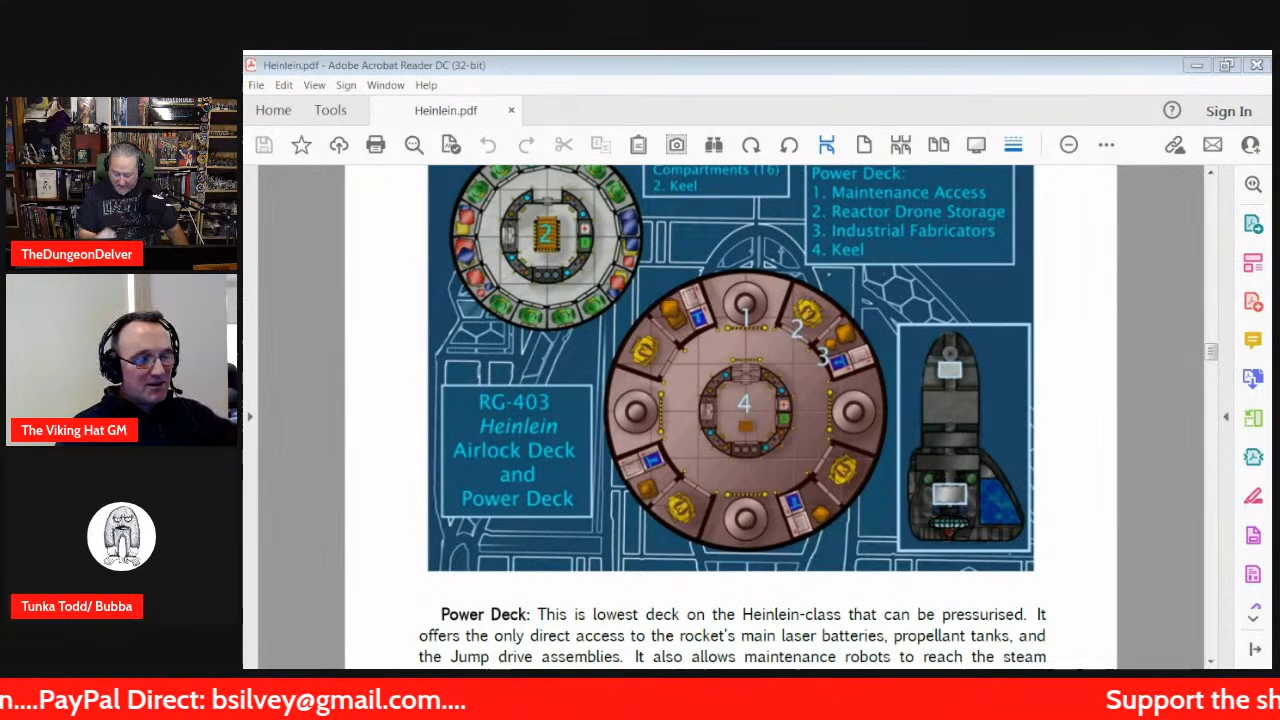 Heinlein.pdf - Adobe Acrobat Reader DC (32-bit)
File Edit View Sign Window Help
Home Tools Heinlein.pdf × Sign In
Compartments (16)
2. Keel
Power Deck:
1. Maintenance Access
2. Reactor Drone Storage
3. Industrial Fabricators
4. Keel
2
1
2
3
4
RG-403
Heinlein
Airlock Deck
and
Power Deck
Power Deck: This is lowest deck on the Heinlein-class that can be pressurised. It
offers the only direct access to the rocket's main laser batteries, propellant tanks, and
the Jump drive assemblies. It also allows maintenance robots to reach the steam
TheDungeonDelver
The Viking Hat GM
Tunka Todd/ Bubba
n....PayPal Direct: bsilvey@gmail.com.... Support the sh